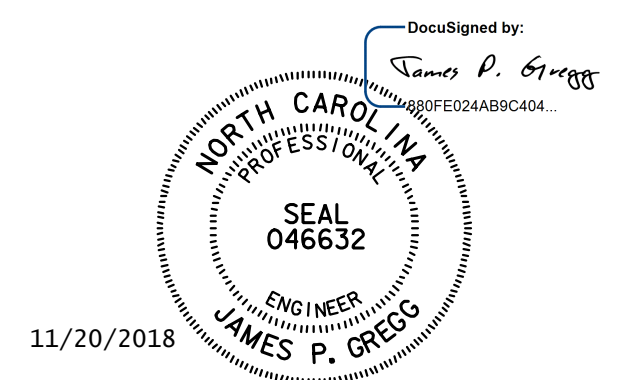 DocuSigned by:
James P. Gregg
880FE024AB9C404...
NORTH CAROLINA
PROFESSIONAL
SEAL
046632
ENGINEER
JAMES P. GREGG
11/20/2018